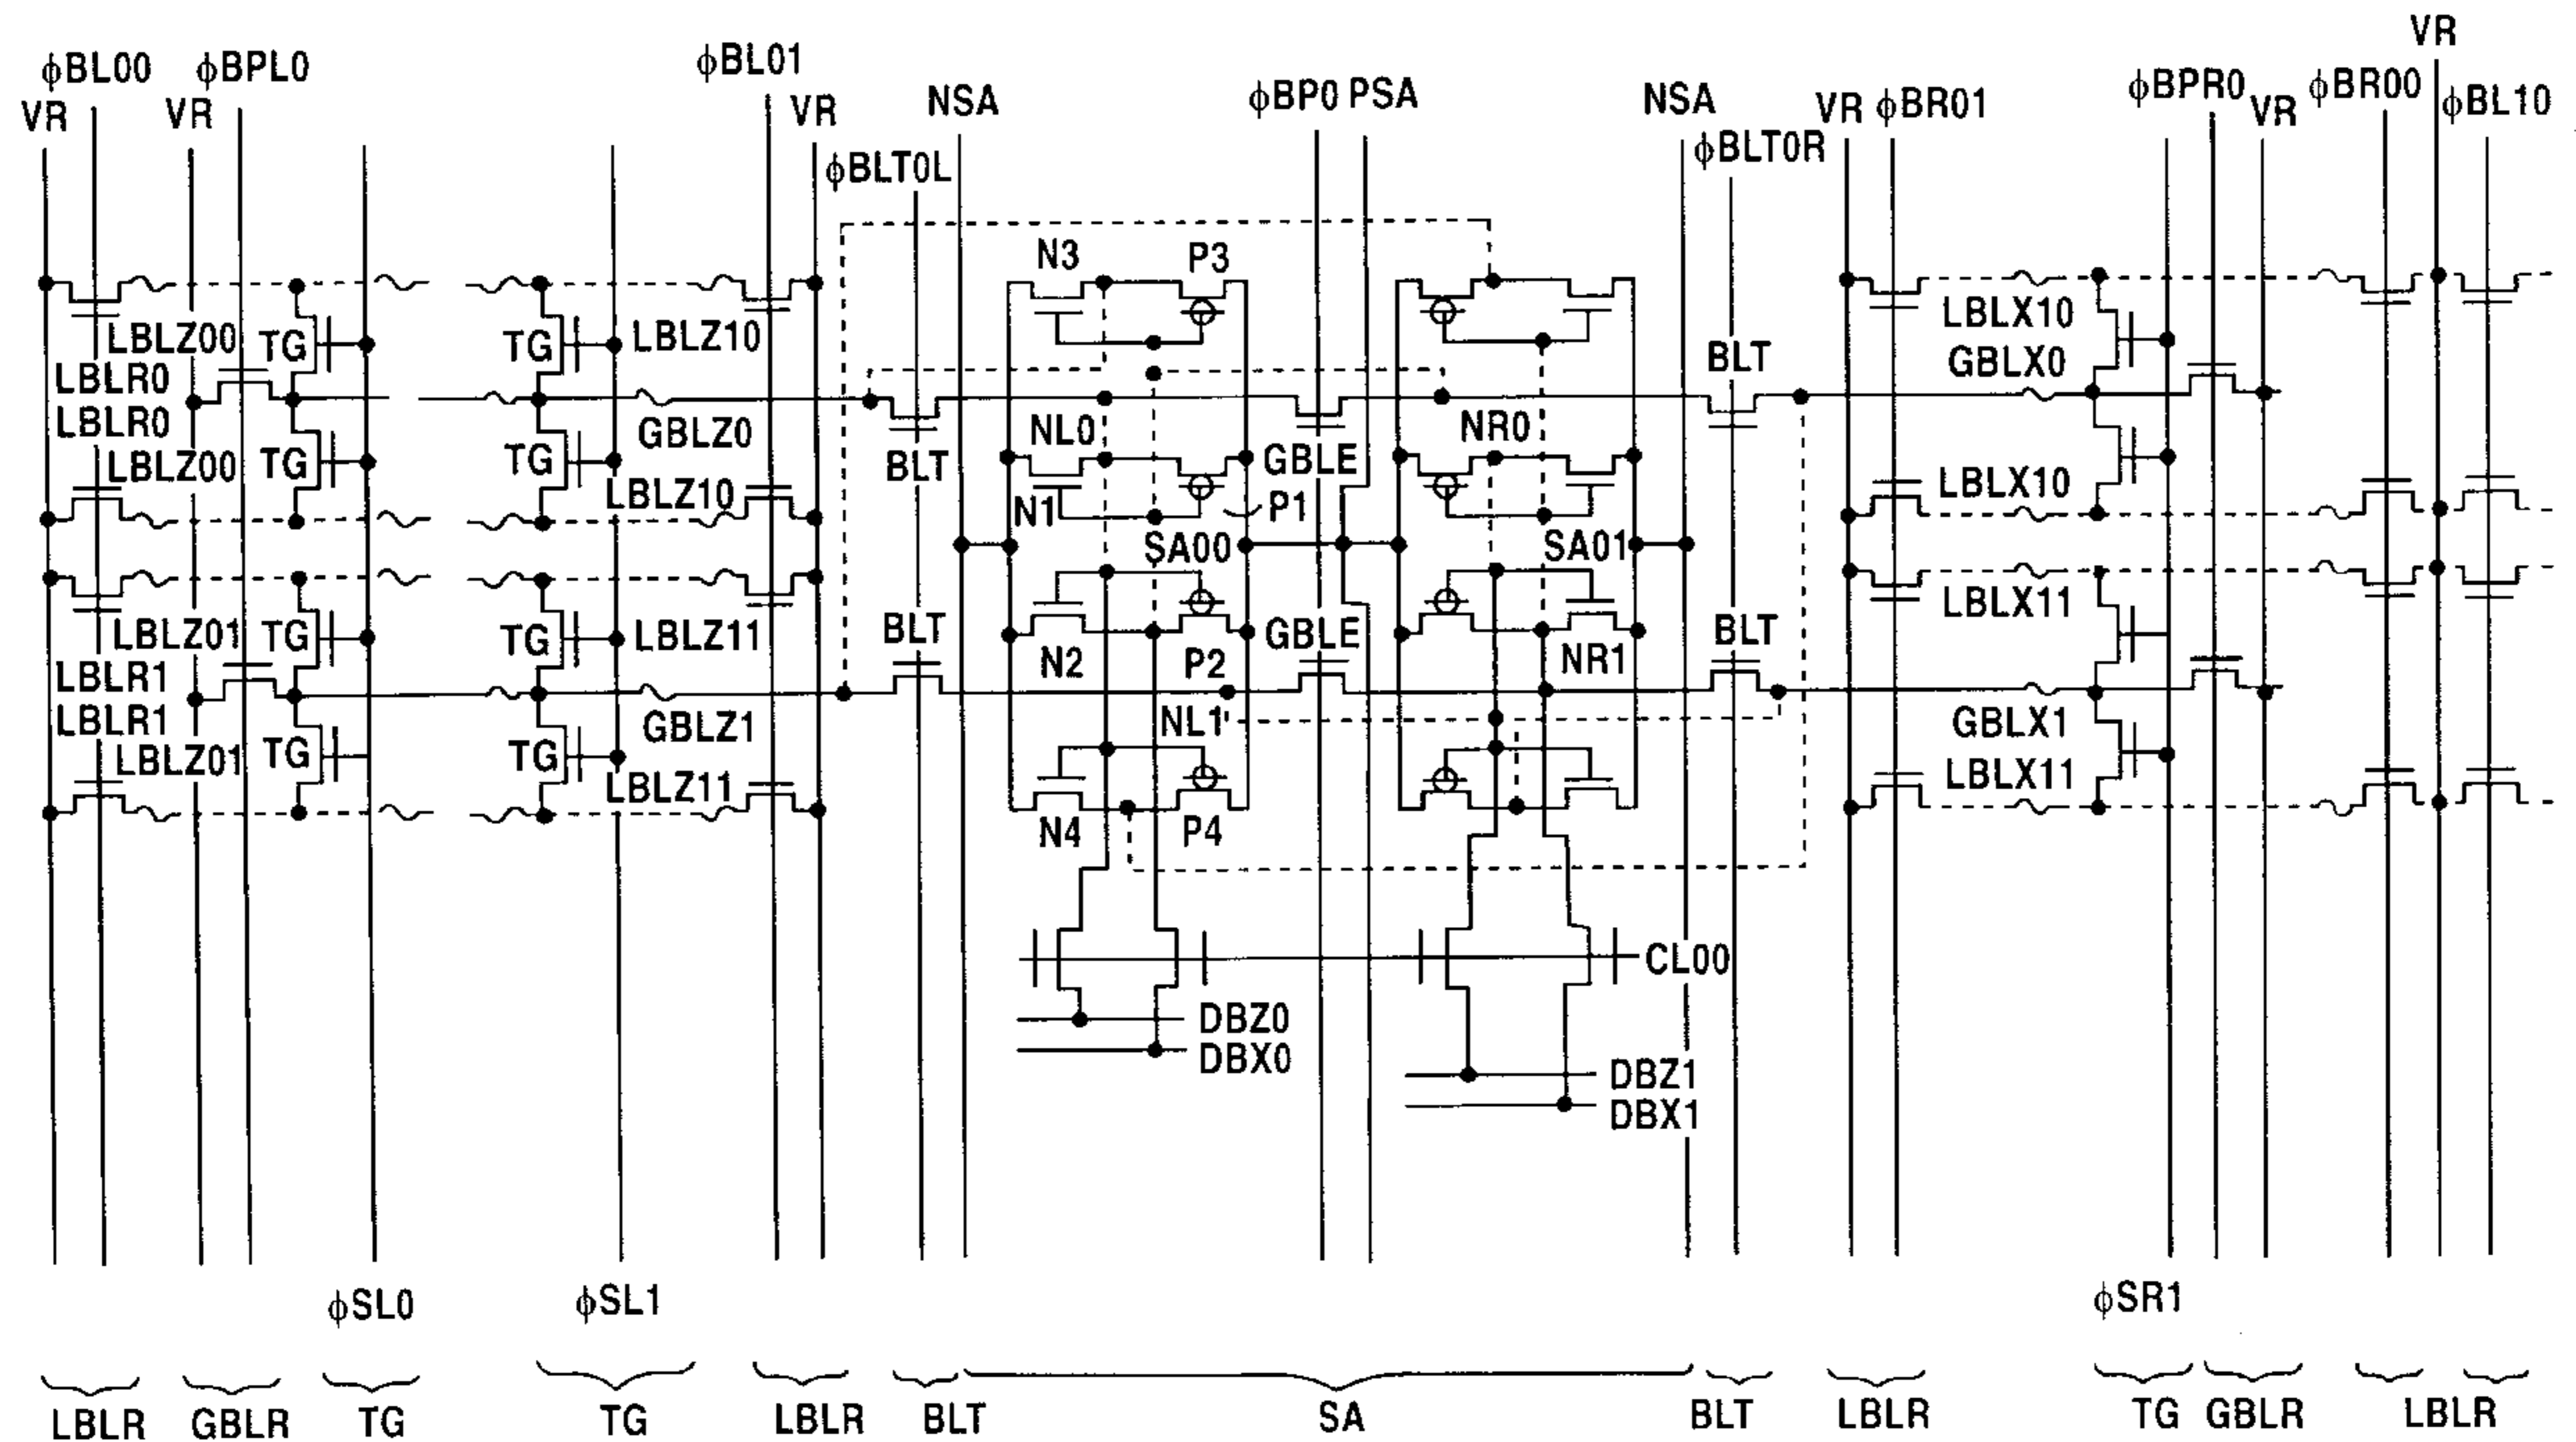 VR
φBL01
φBL00 φBPL0
φBPR0 φBR00
NSA φBP0 PSA NSA
VR φBR01 φBL10
VR VR VR VR
φBLT0R
φBLT0L
N3 P3
LBLX10
LBLZ00 TG TG LBLZ10
BLT
GBLX0
LBLR0
LBLR0
NL0 NR0
GBLZ0
LBLZ00 TG TG BLT GBLE
LBLX10
LBLZ10
N1 P1
SA00 SA01
LBLX11
LBLZ01 TG TG LBLZ11 BLT GBLE BLT
N2 P2 NR1
LBLR1
LBLR1
GBLZ1 NL1 GBLX1
LBLZ01 TG TG
LBLX11
LBLZ11
N4 P4
CL00
DBZ0
DBX0
DBZ1
DBX1
φSL0 φSL1 φSR1
LBLR GBLR TG TG LBLR BLT SA BLT LBLR TG GBLR LBLR